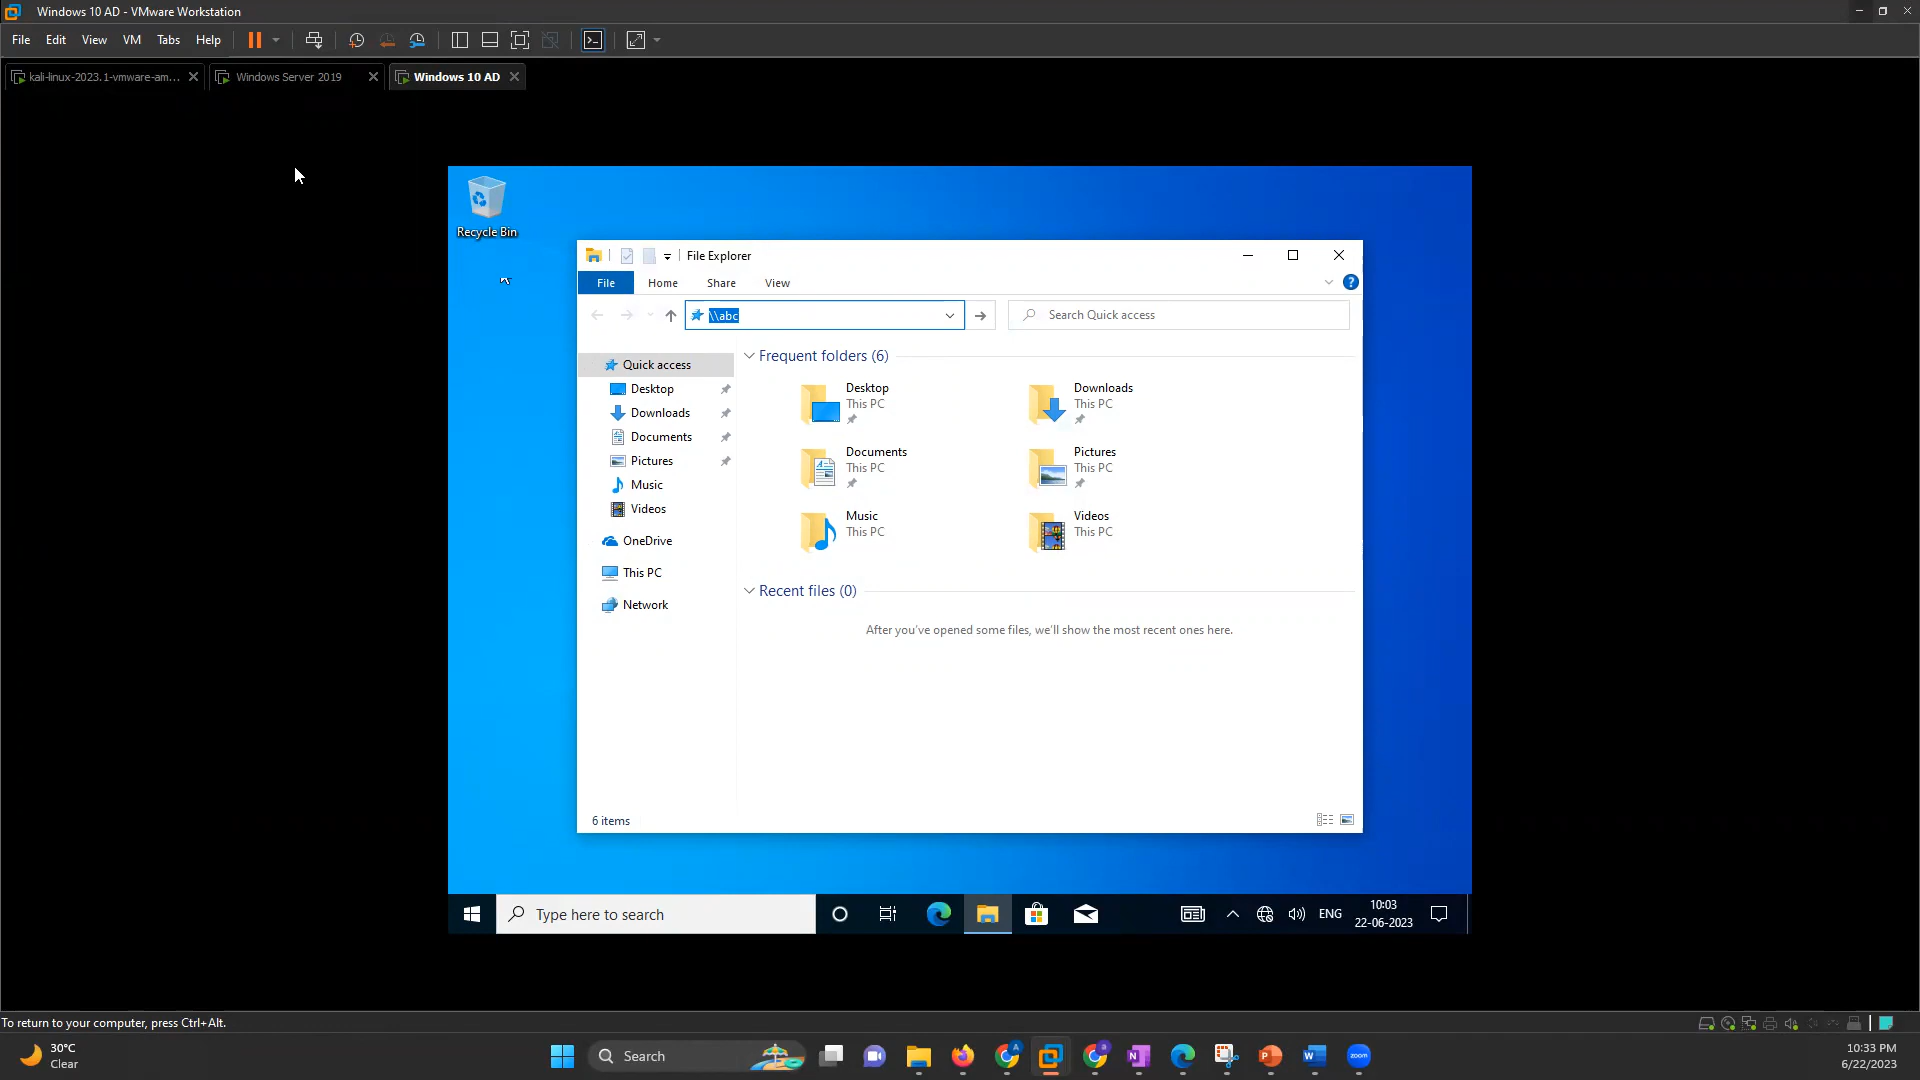 Windows 10 AD - VMware Workstation
File Edit View VM Tabs Help
kali-linux-2023.1-vmware-am... Windows Server 2019 Windows 10 AD
Recycle Bin
File Explorer
File Home Share View
\\abc
Search Quick access
Quick access
Desktop
Downloads
Documents
Pictures
Music
Videos
OneDrive
This PC
Network
Frequent folders (6)
Desktop
This PC
Downloads
This PC
Documents
This PC
Pictures
This PC
Music
This PC
Videos
This PC
Recent files (0)
After you've opened some files, we'll show the most recent ones here.
6 items
Type here to search
ENG
10:03
22-06-2023
To return to your computer, press Ctrl+Alt.
30°C
Clear
Search
zoom
10:33 PM
6/22/2023